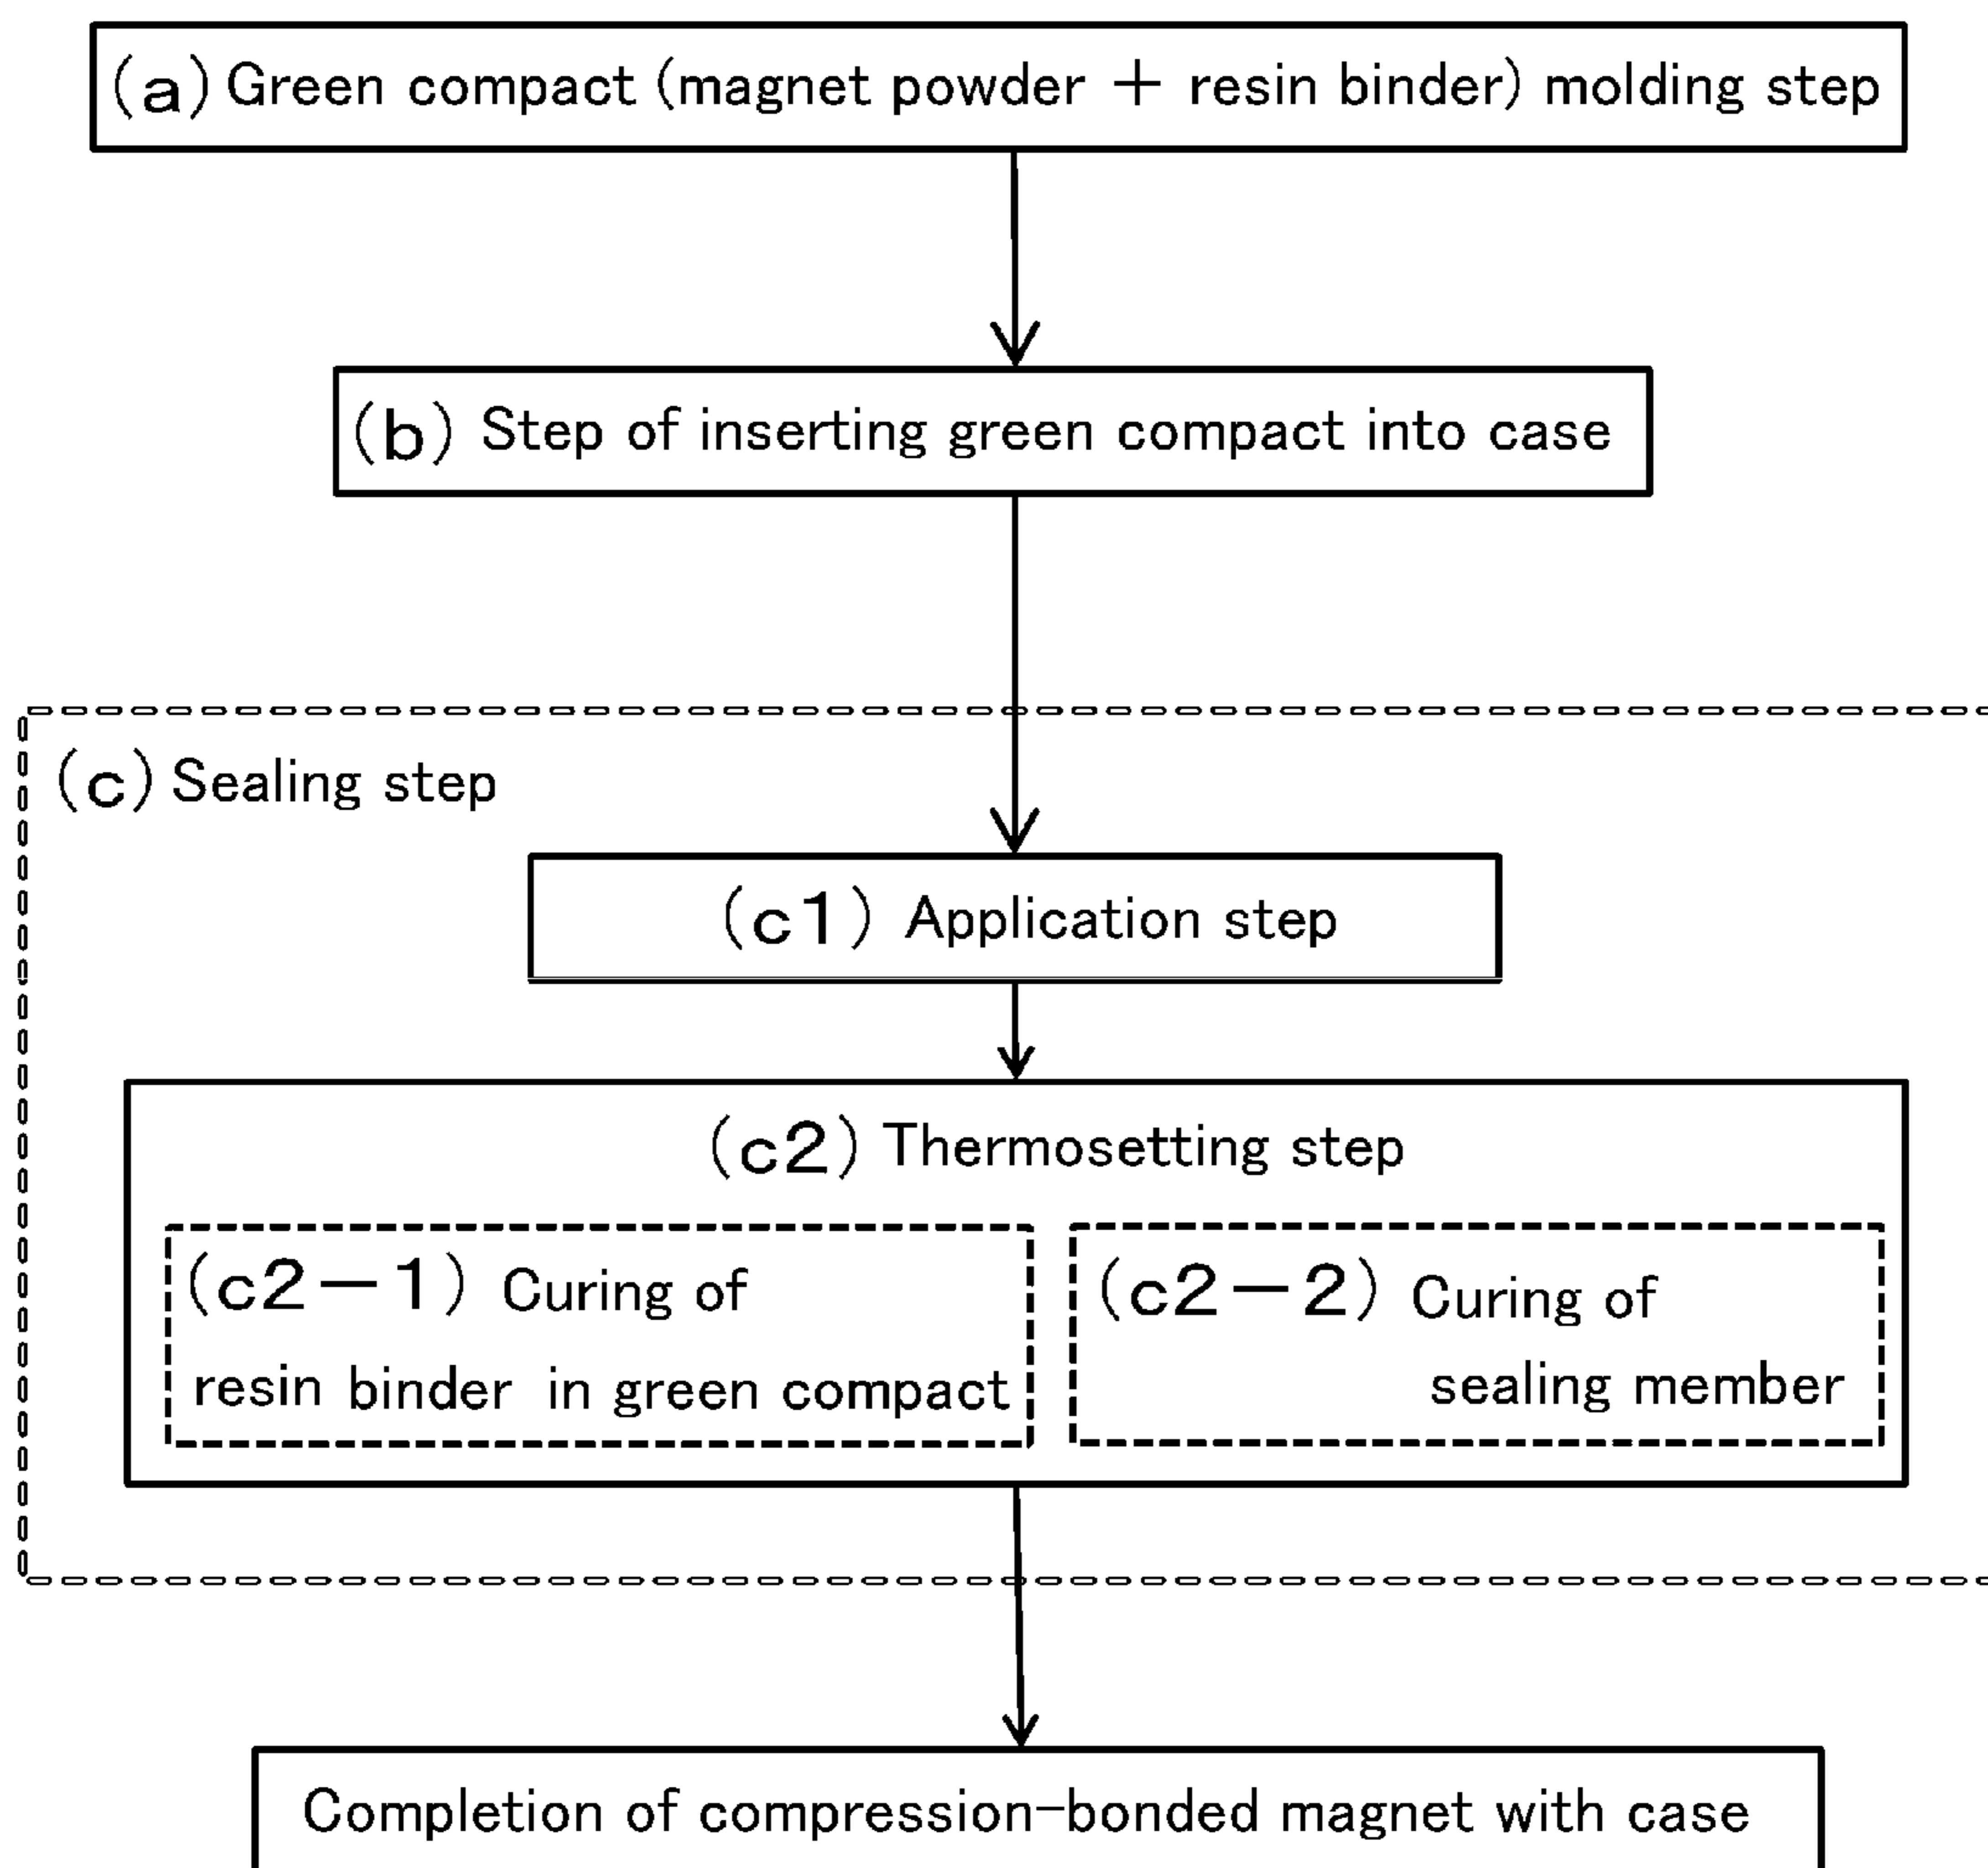 (a) Green compact (magnet powder + resin binder) molding step
(b) Step of inserting green compact into case
(c) Sealing step
(c1) Application step
(c2) Thermosetting step
(c2-1) Curing of
resin binder in green compact
(c2-2) Curing of
sealing member
Completion of compression-bonded magnet with case